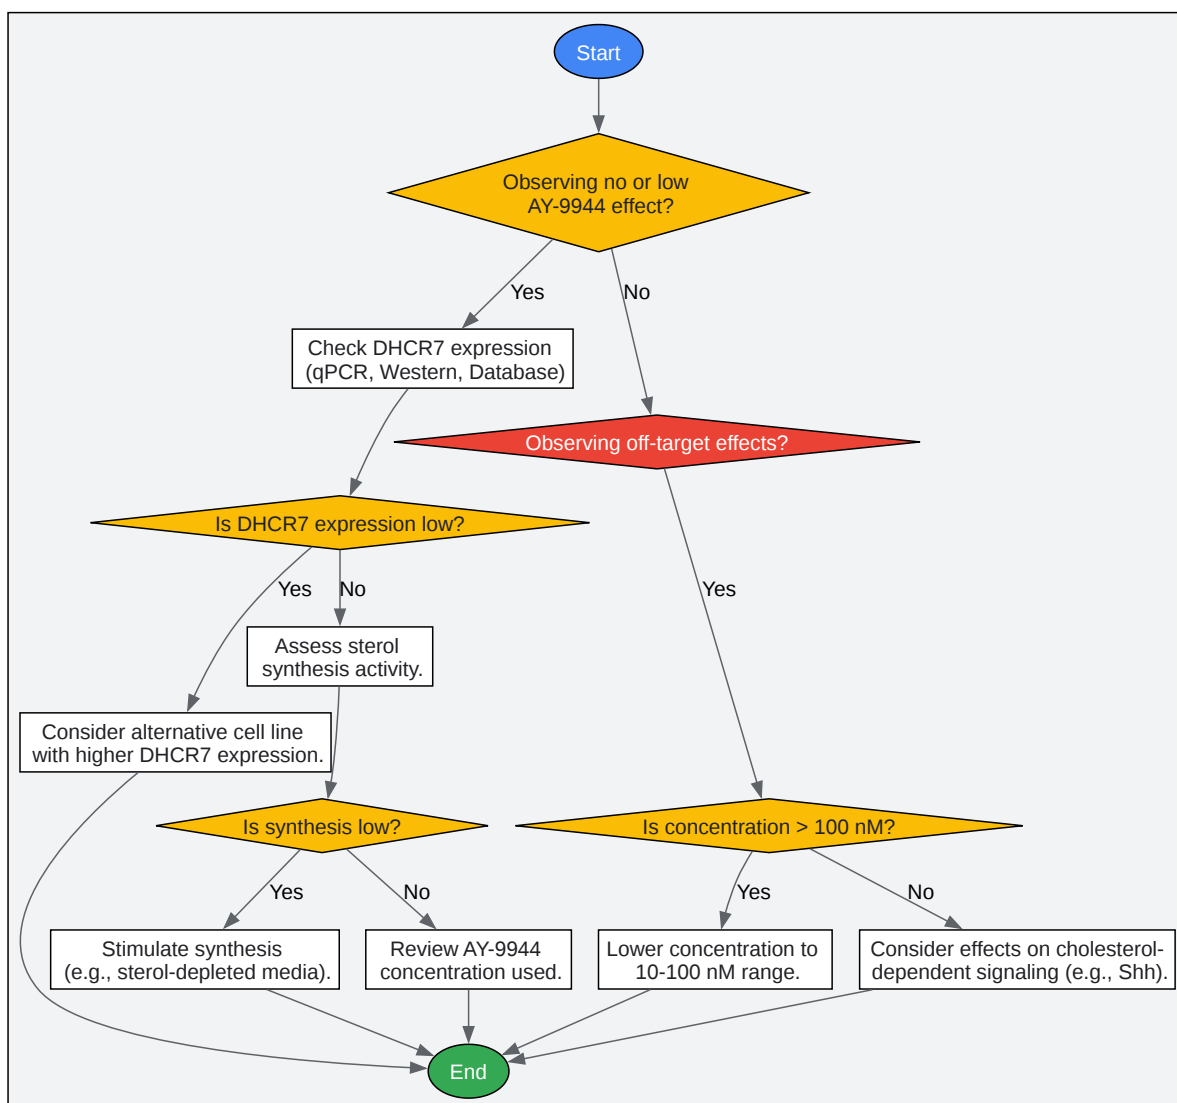 Start
Observing no or low
AY-9944 effect?
Yes
No
Check DHCR7 expression
(qPCR, Western, Database)
Observing off-target effects?
Is DHCR7 expression low?
Yes
No
Yes
Assess sterol
synthesis activity.
Consider alternative cell line
with higher DHCR7 expression.
Is synthesis low?
Is concentration > 100 nM?
Yes
No
Yes
No
Stimulate synthesis
(e.g., sterol-depleted media).
Review AY-9944
concentration used.
Lower concentration to
10-100 nM range.
Consider effects on cholesterol-
dependent signaling (e.g., Shh).
End